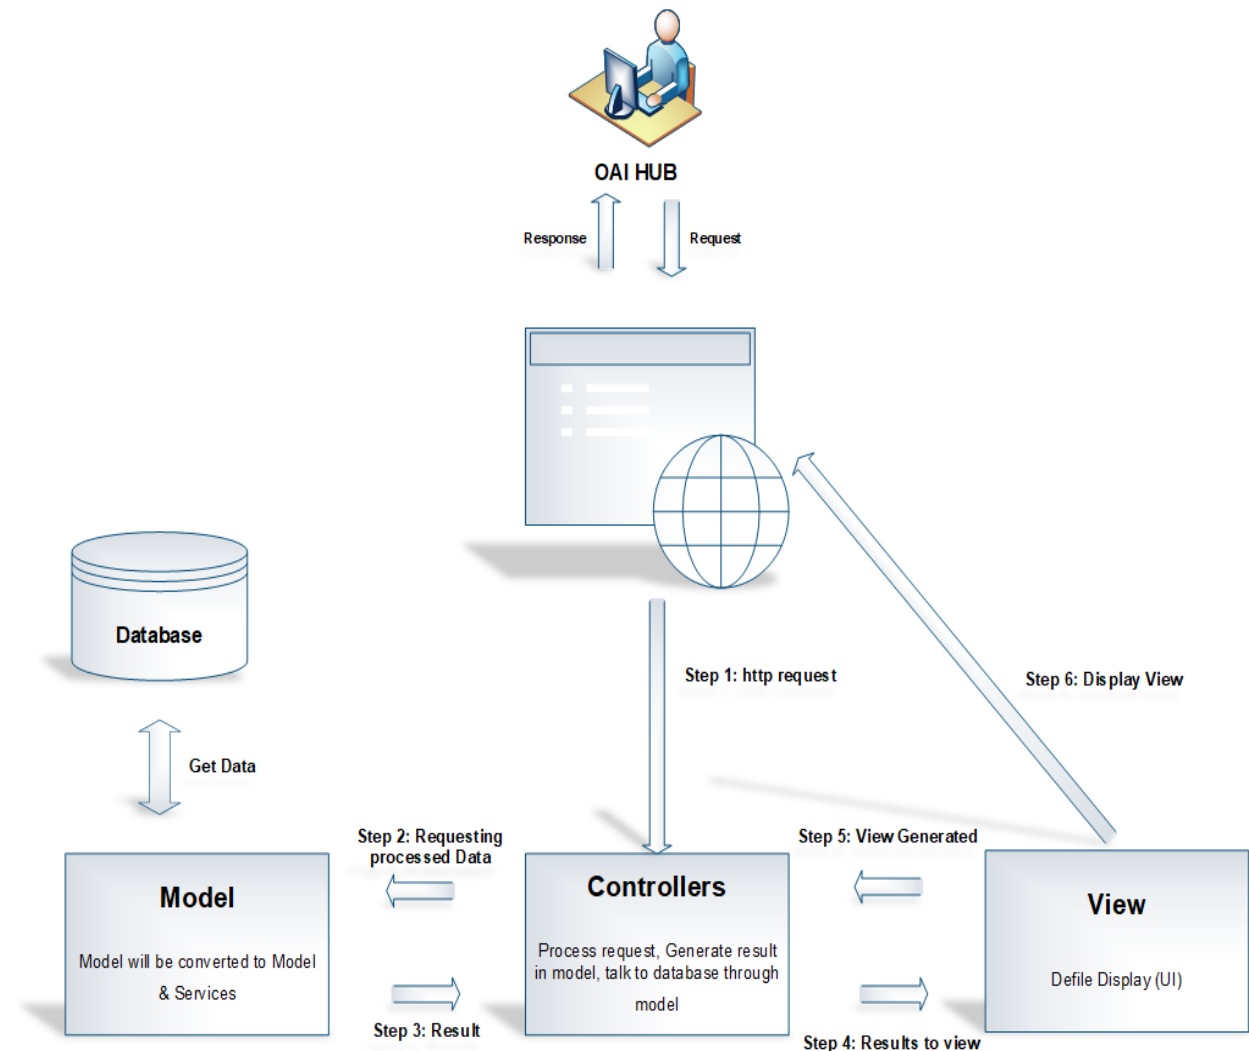 OAI HUB
Response
Request
Database
Step 1: http request
Step 6: Display View
Get Data
Step 2: Requesting
processed Data
Step 5: View Generated
Model
Model will be converted to Model
& Services
Controllers
Process request, Generate result
in model, talk to database through
model
View
Defile Display (UI)
Step 3: Result
Step 4: Results to view